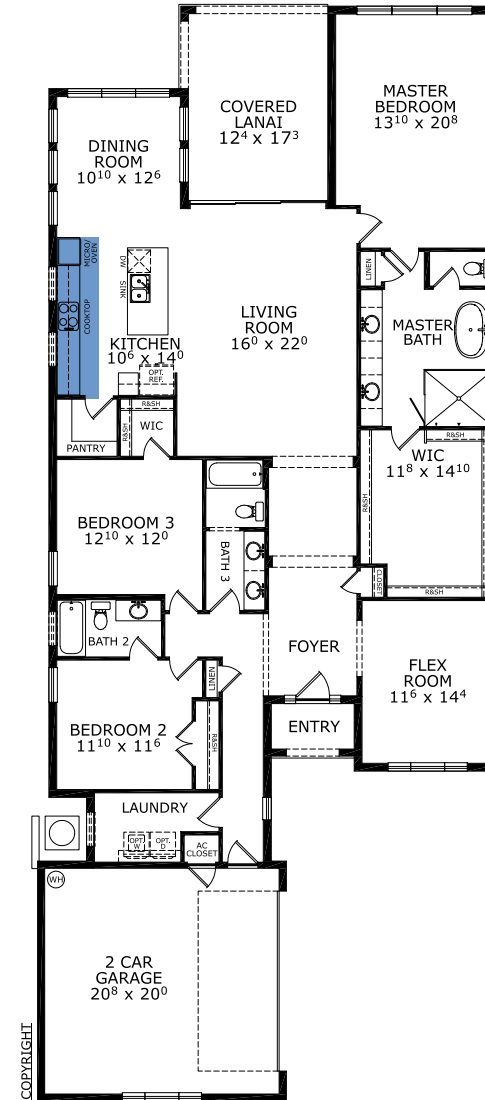 MASTER
BEDROOM
13¹⁰ x 20⁸
COVERED
LANAI
12⁴ x 17³
DINING
ROOM
10¹⁰ x 12⁶
MICRO/
OVEN
DW
SINK
COOKTOP
LINEN
LIVING
ROOM
16⁰ x 22⁰
MASTER
BATH
KITCHEN
10⁶ x 14⁰
OPT.
REF.
R&SH
R&SH
WIC
PANTRY
R&SH
WIC
11⁸ x 14¹⁰
R&SH
R&SH
BEDROOM 3
12¹⁰ x 12⁰
BATH 3
CLOSET
BATH 2
FOYER
FLEX
ROOM
11⁶ x 14⁴
LINEN
BEDROOM 2
11¹⁰ x 11⁶
R&SH
ENTRY
LAUNDRY
OPT.
W
OPT.
D
AC
CLOSET
WH
2 CAR
GARAGE
20⁸ x 20⁰
COPYRIGHT